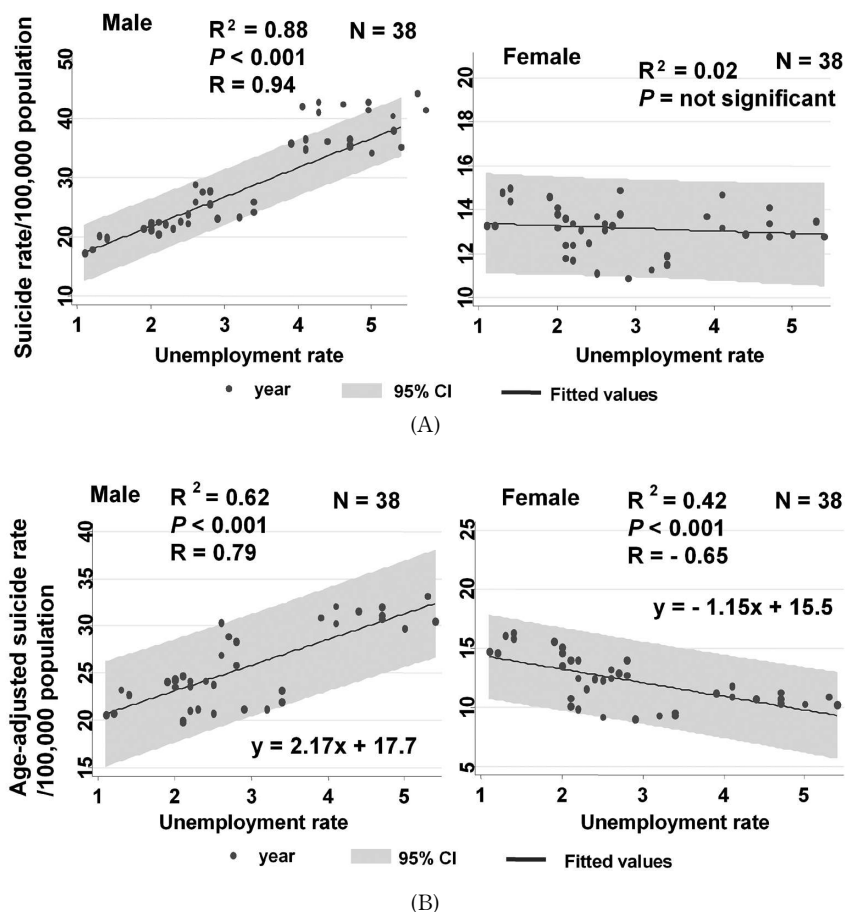 Male
R² = 0.88
P < 0.001
R = 0.94
N = 38
Suicide rate/100,000 population
50
40
30
20
10
1 2 3 4 5
Unemployment rate
Female
R² = 0.02
P = not significant
N = 38
20
18
16
14
12
10
1 2 3 4 5
Unemployment rate
year 95% CI Fitted values
(A)
Male
R² = 0.62
P < 0.001
R = 0.79
N = 38
Age-adjusted suicide rate
/100,000 population
40
35
30
25
20
15
y = 2.17x + 17.7
1 2 3 4 5
Unemployment rate
Female
R² = 0.42
P < 0.001
R = - 0.65
N = 38
y = - 1.15x + 15.5
25
20
15
10
5
1 2 3 4 5
Unemployment rate
year 95% CI Fitted values
(B)